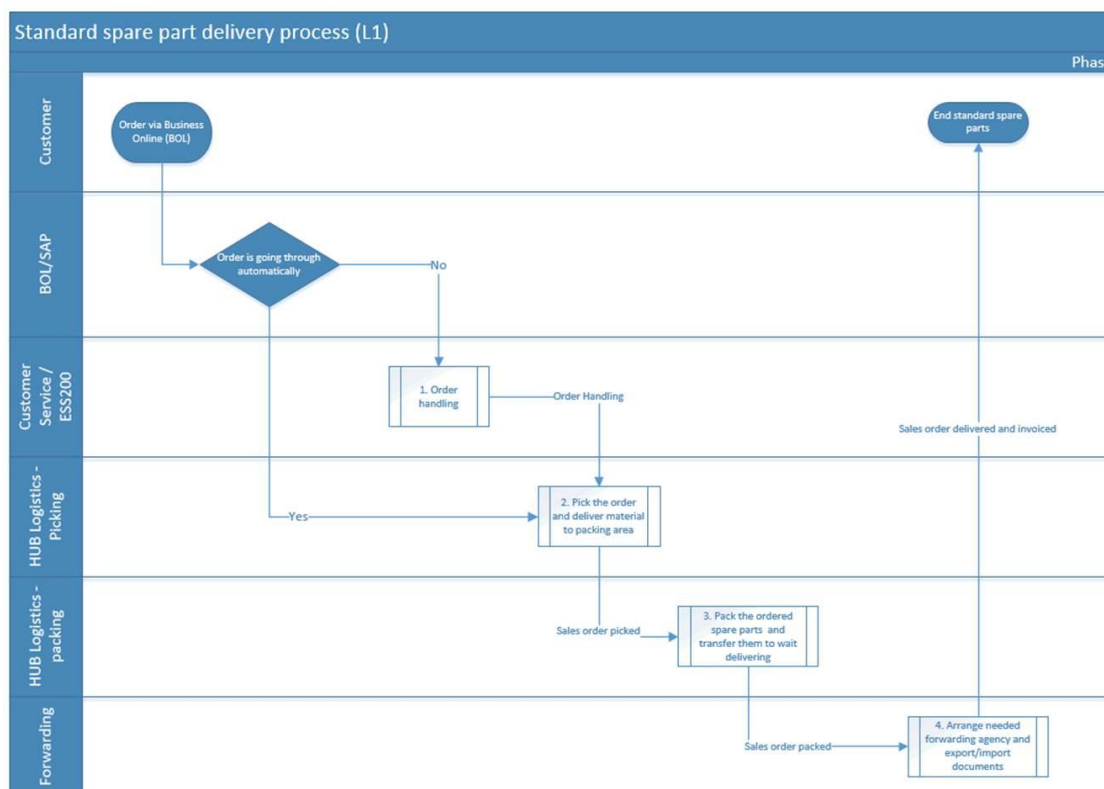 Standard spare part delivery process (L1)
Phas
Customer
Order via Business
Online (BOL)
End standard spare
parts
BOL/SAP
Order is going through
automatically
No
Customer
Service /
ESS200
1. Order
handling
Order Handling
Sales order delivered and invoiced
HUB Logistics -
Picking
Yes
2. Pick the order
and deliver material
to packing area
HUB Logistics -
packing
Sales order picked
3. Pack the ordered
spare parts and
transfer them to wait
delivering
Forwarding
Sales order packed
4. Arrange needed
forwarding agency and
export/import
documents